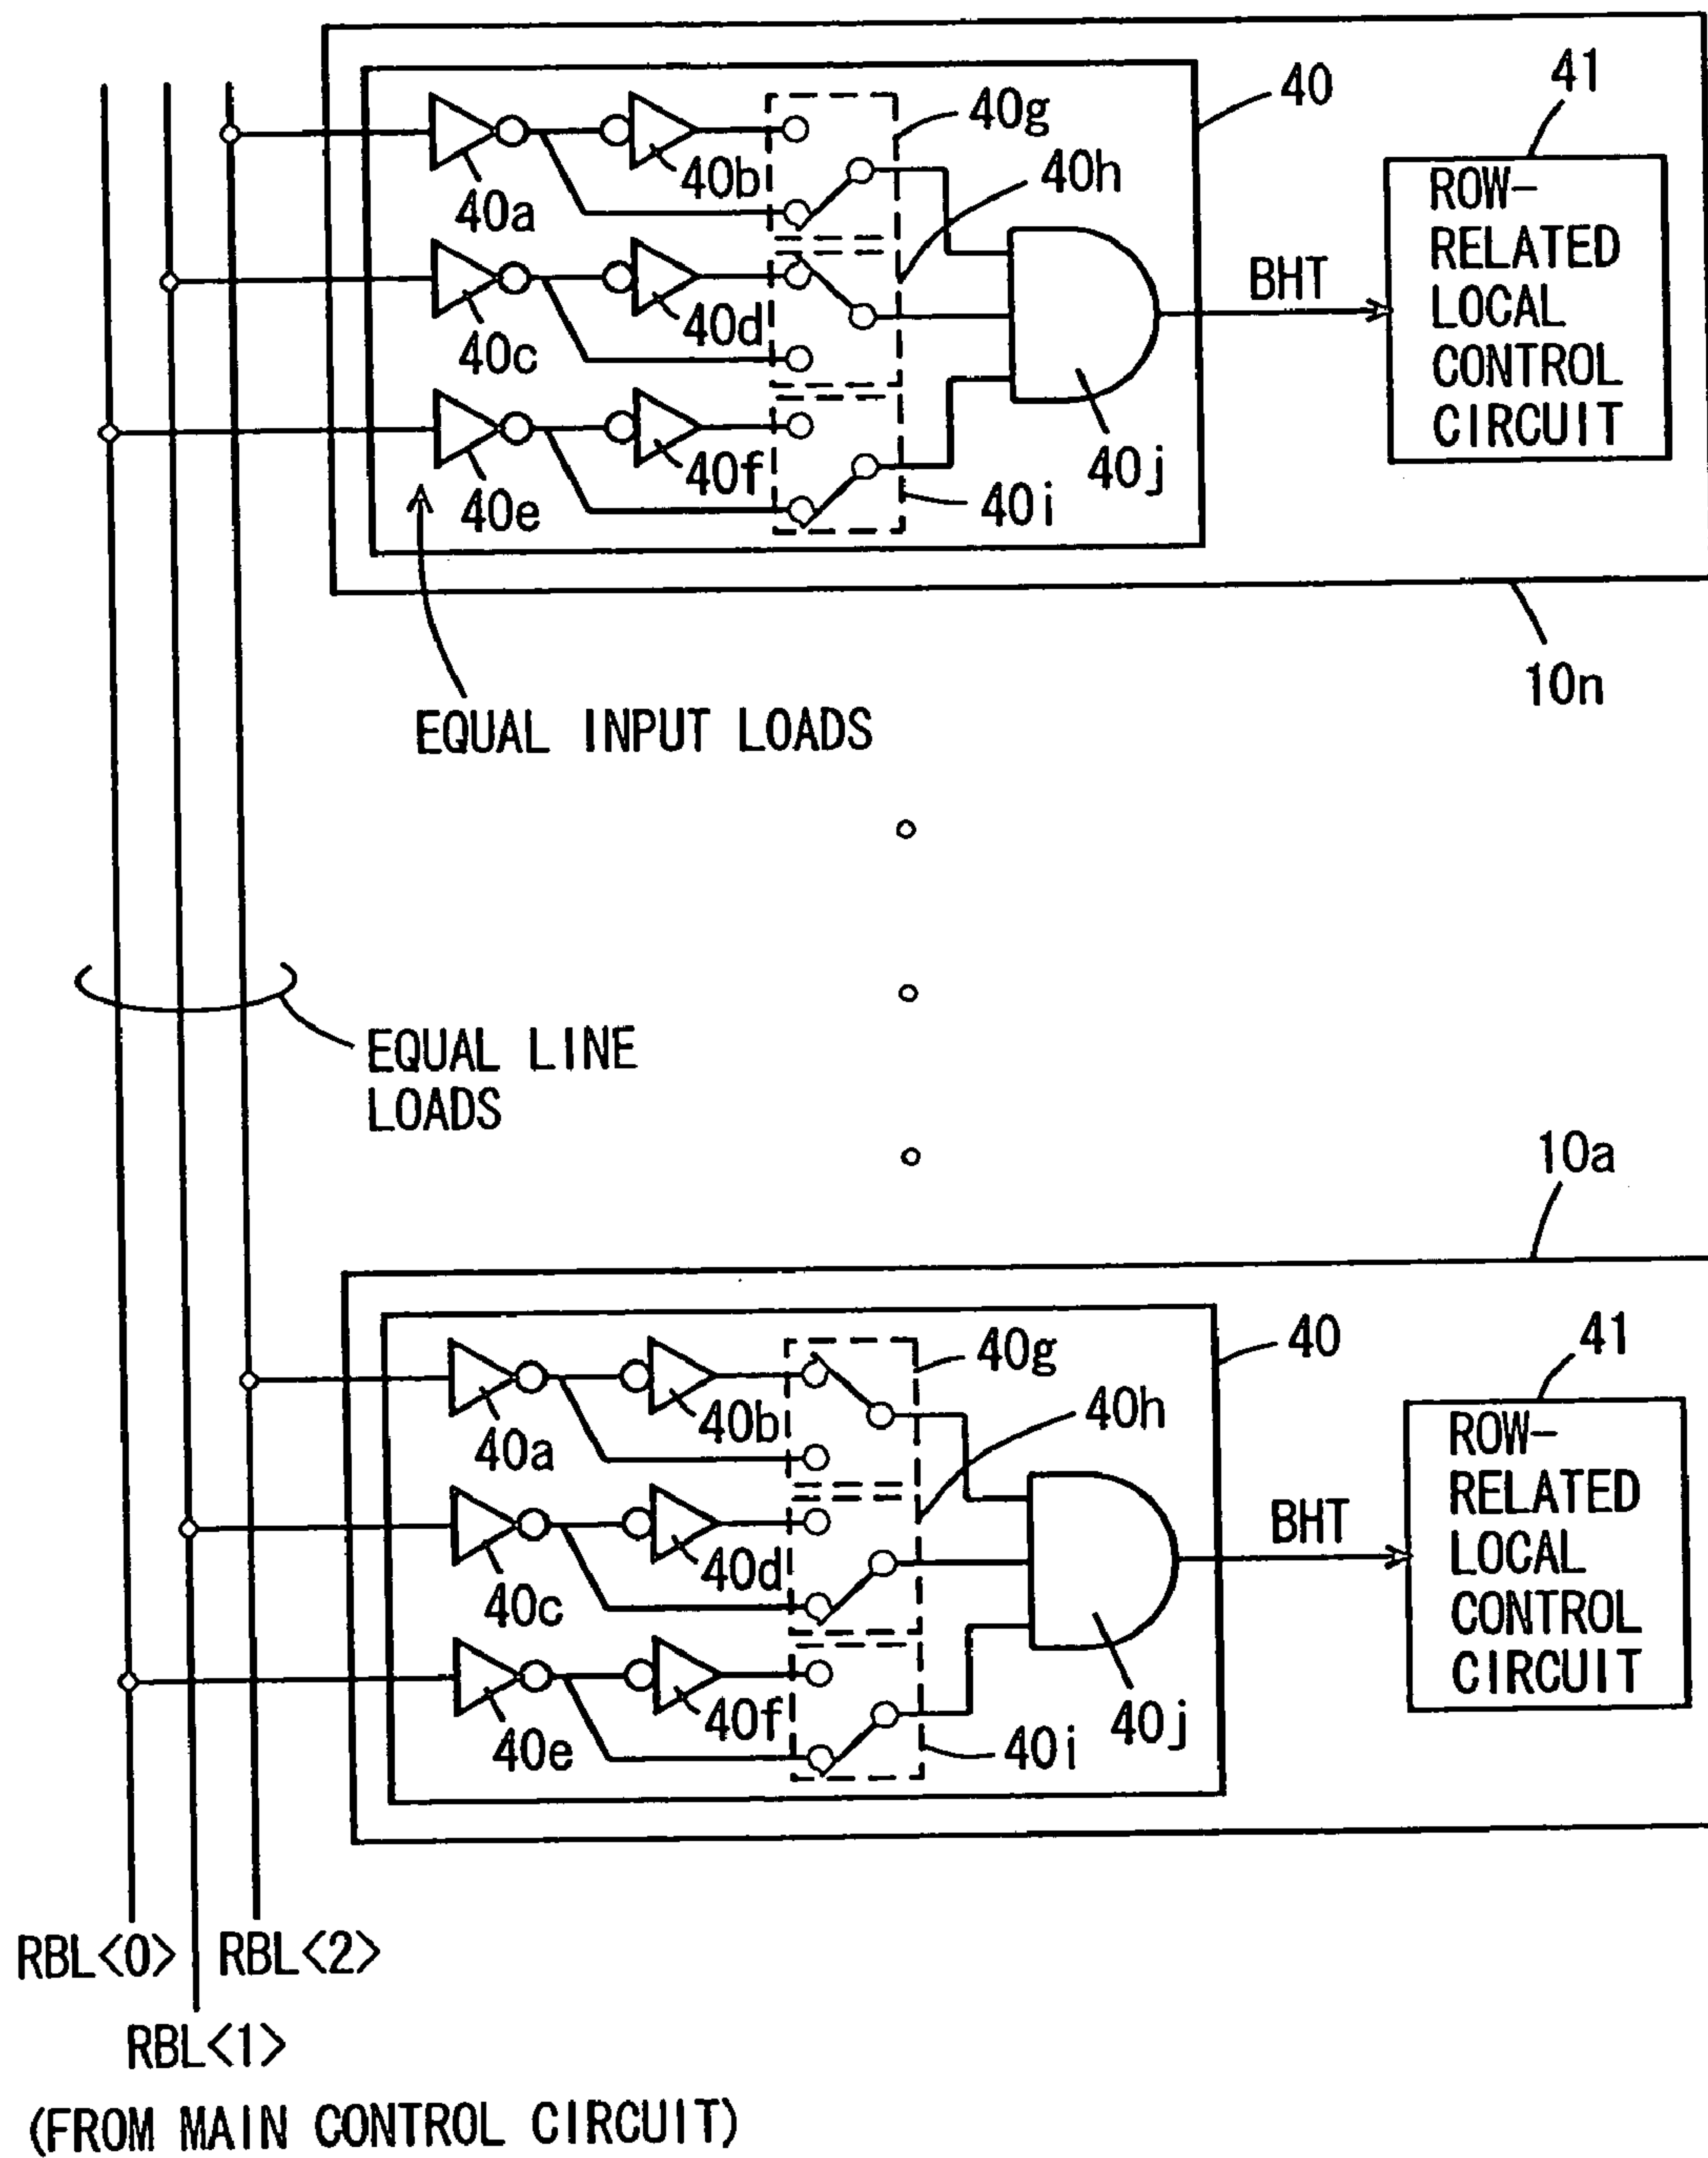 41
40
40g
40h
40b
40a
ROW-
RELATED
LOCAL
CONTROL
CIRCUIT
BHT
40d
40c
40f
40j
40e
40i
10n
EQUAL INPUT LOADS
EQUAL LINE
LOADS
10a
41
40
40g
40h
40b
40a
ROW-
RELATED
LOCAL
CONTROL
CIRCUIT
BHT
40d
40c
40f
40j
40e
40i
RBL<0>
RBL<2>
RBL<1>
(FROM MAIN CONTROL CIRCUIT)